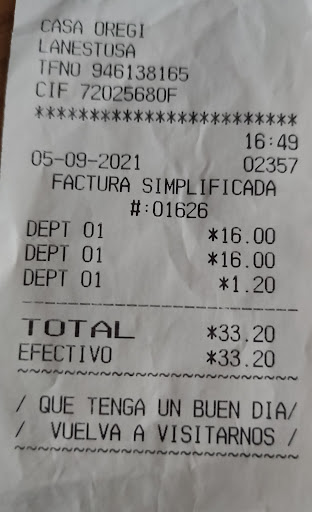 CASA OREGI
LANESTOSA
TFNO 946138165
CIF 72025680F
************************
16:49
05-09-2021 02357
FACTURA SIMPLIFICADA
#:01626
DEPT 01 *16.00
DEPT 01 *16.00
DEPT 01 *1.20
------------------------
TOTAL *33.20
EFECTIVO *33.20
~~~~~~~~~~~~~~~~~~~~~~~~
/ QUE TENGA UN BUEN DIA/
/ VUELVA A VISITARNOS /
~~~~~~~~~~~~~~~~~~~~~~~~